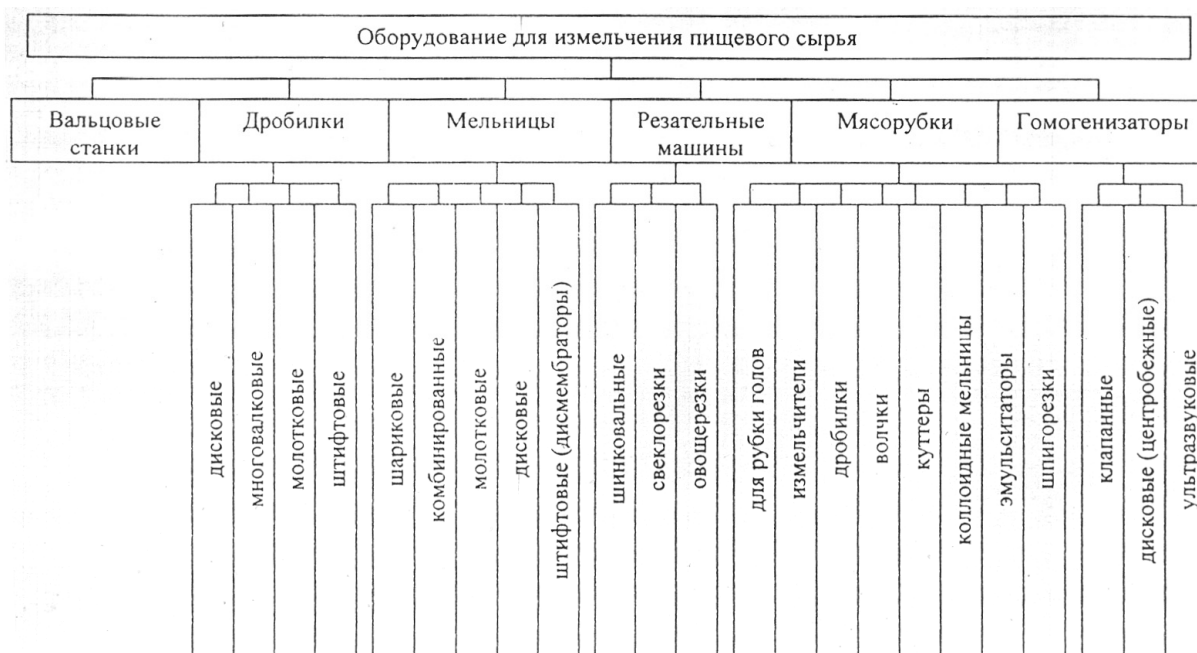 Оборудование для измельчения пищевого сырья
Вальцовые
станки
Дробилки
Мельницы
Резательные
машины
Мясорубки
Гомогенизаторы
дисковые
многовалковые
молотковые
штифтовые
шариковые
комбинированные
молотковые
дисковые
штифтовые (дисмембраторы)
шинковальные
свеклорезки
овощерезки
для рубки голов
измельчители
дробилки
волчки
куттеры
коллоидные мельницы
эмульситаторы
шпигорезки
клапанные
дисковые (центробежные)
ультразвуковые